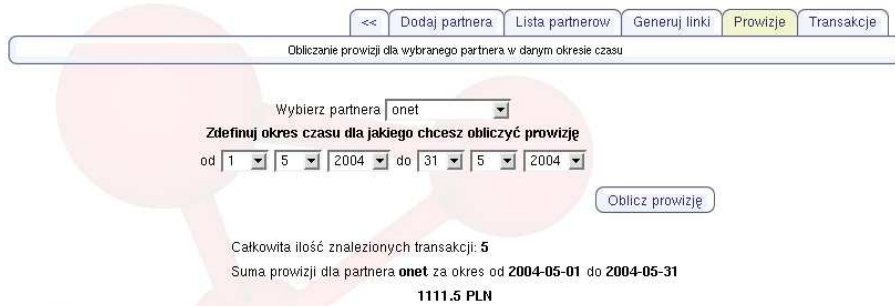 << Dodaj partnera Lista partnerow Generuj linki Prowizje Transakcje
Obliczanie prowizji dla wybranego partnera w danym okresie czasu
Wybierz partnera onet
Zdefinuj okres czasu dla jakiego chcesz obliczyć prowizję
od 1 5 2004 do 31 5 2004
Oblicz prowizję
Całkowita ilość znalezionych transakcji: 5
Suma prowizji dla partnera onet za okres od 2004-05-01 do 2004-05-31
1111.5 PLN